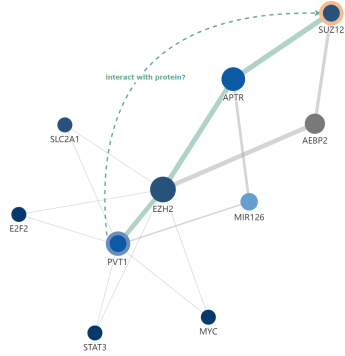 SUZ12
interact with protein?
APTR
SLC2A1
AEBP2
EZH2
MIR126
E2F2
PVT1
MYC
STAT3